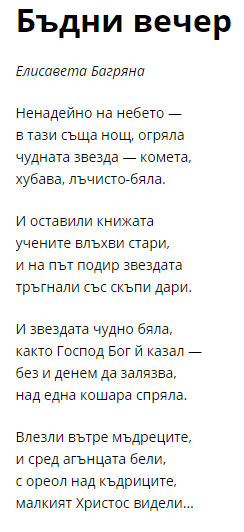 Бъдни вечер
Елисавета Багряна
Ненадейно на небето —
в тази съща нощ, огряла
чудната звезда — комета,
хубава, лъчисто-бяла.
И оставили книжата
учените влъхви стари,
и на път подир звездата
тръгнали със скъпи дари.
И звездата чудно бяла,
както Господ Бог й казал —
без и денем да залязва,
над една кошара спряла.
Влезли вътре мъдреците,
и сред агънцата бели,
с ореол над къдриците,
малкият Христос видели...